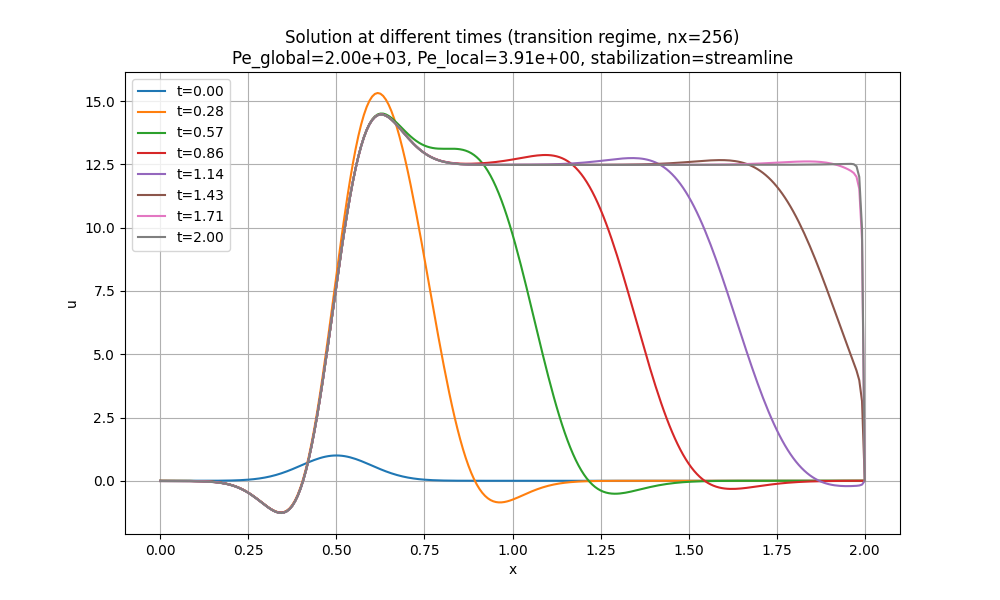 Solution at different times (transition regime, nx=256)
Pe_global=2.00e+03, Pe_local=3.91e+00, stabilization=streamline
t=0.00
t=0.28
t=0.57
t=0.86
t=1.14
t=1.43
t=1.71
t=2.00
15.0
12.5
10.0
7.5
5.0
2.5
0.0
u
0.00 0.25 0.50 0.75 1.00 1.25 1.50 1.75 2.00
x